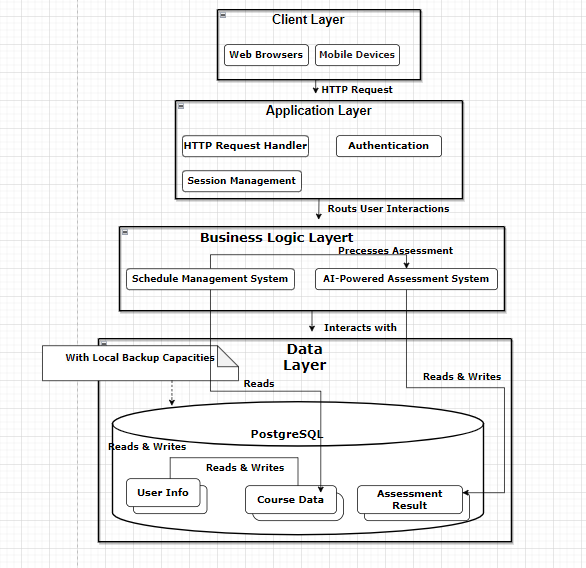 Client Layer
Web Browsers
Mobile Devices
HTTP Request
Application Layer
HTTP Request Handler
Authentication
Session Management
Routs User Interactions
Business Logic Layert
Precesses Assessment
Schedule Management System
AI-Powered Assessment System
Interacts with
Data
Layer
With Local Backup Capacities
Reads
Reads & Writes
PostgreSQL
Reads & Writes
Reads & Writes
User Info
Course Data
Assessment
Result